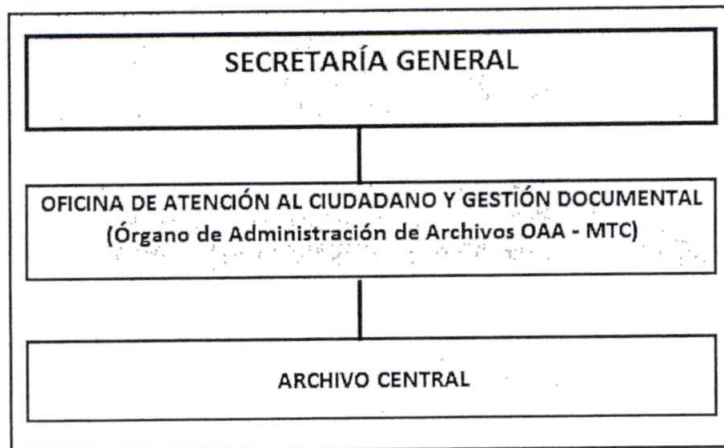 SECRETARÍA GENERAL
OFICINA DE ATENCIÓN AL CIUDADANO Y GESTIÓN DOCUMENTAL
(Órgano de Administración de Archivos OAA - MTC)
ARCHIVO CENTRAL